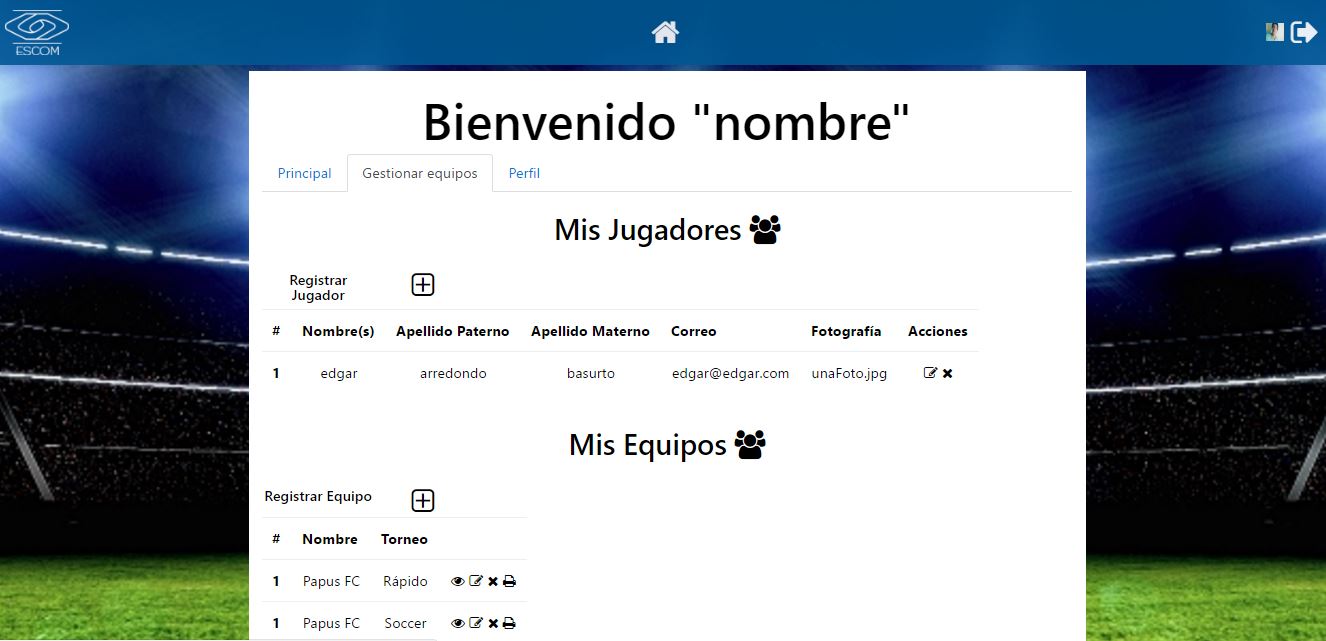 ESCOM
Bienvenido "nombre"
Principal Gestionar equipos Perfil
Mis Jugadores
Registrar
Jugador
# Nombre(s) Apellido Paterno Apellido Materno Correo Fotografía Acciones
1 edgar arredondo basurto edgar@edgar.com unaFoto.jpg
Mis Equipos
Registrar Equipo
# Nombre Torneo
1 Papus FC Rápido
1 Papus FC Soccer